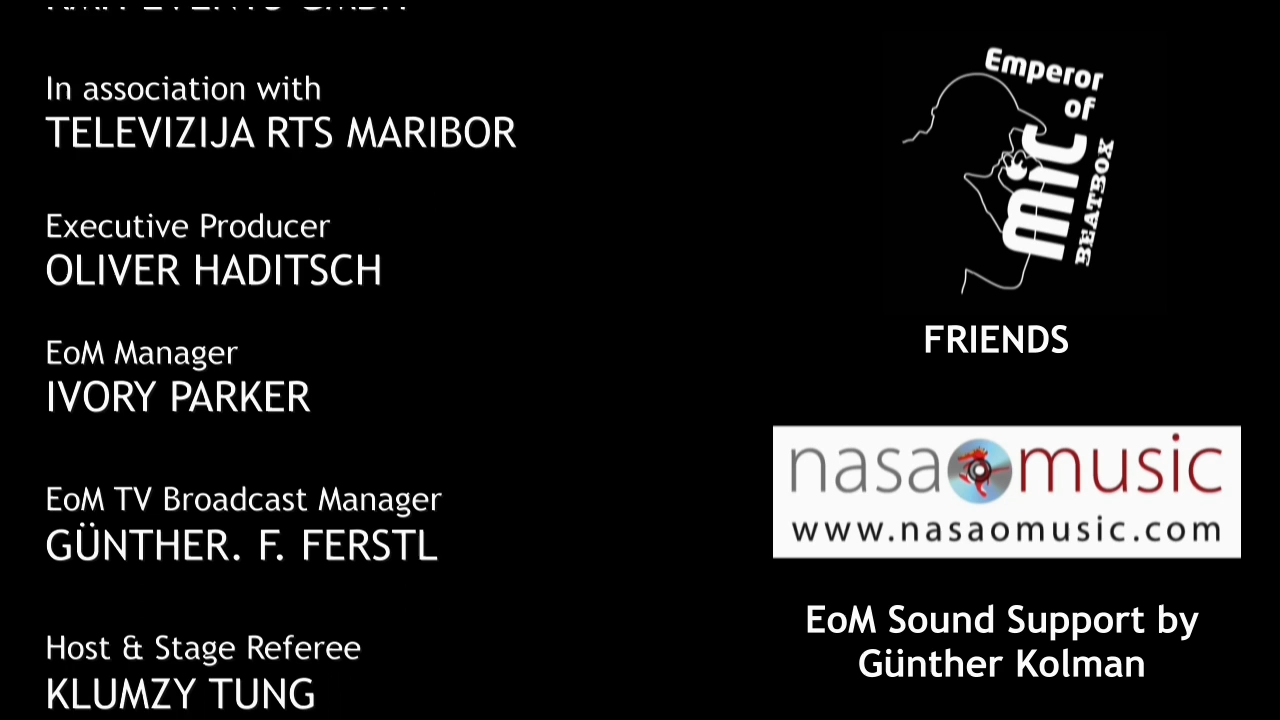 In association with
TELEVIZIJA RTS MARIBOR
Executive Producer
OLIVER HADITSCH
EoM Manager
IVORY PARKER
EoM TV Broadcast Manager
GÜNTHER. F. FERSTL
Host & Stage Referee
KLUMZY TUNG
Emperor
of
MIC
BEATBOX
FRIENDS
nasaomusic
www.nasaomusic.com
EoM Sound Support by
Günther Kolman